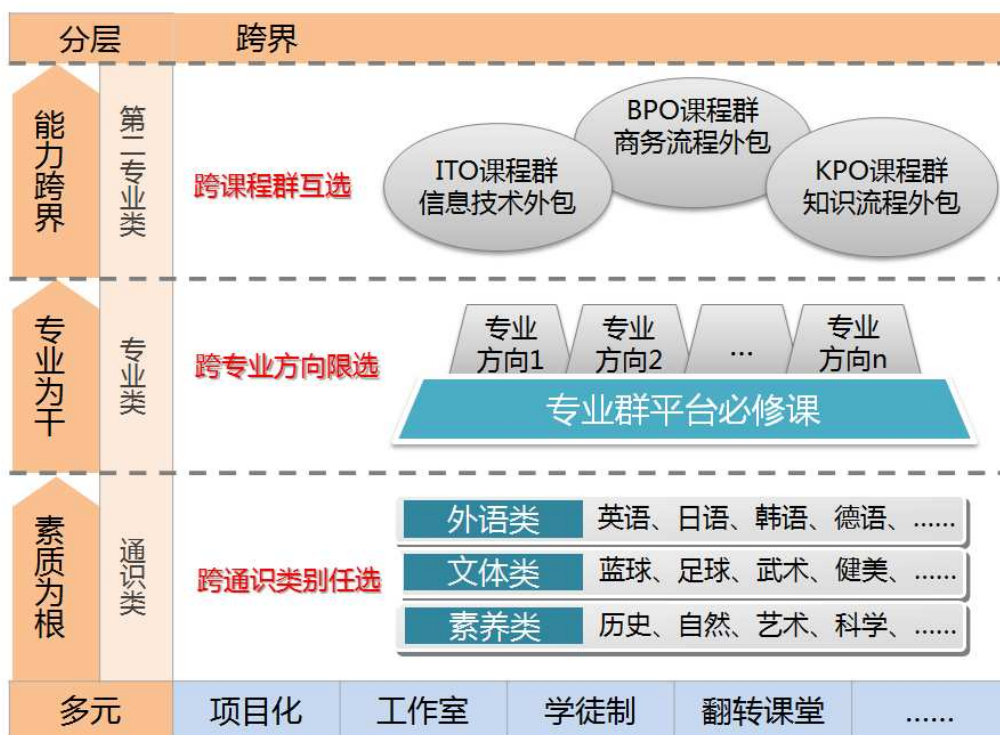 分层 跨界
能力跨界
第二专业类
跨课程群互选
ITO课程群
信息技术外包
BPO课程群
商务流程外包
KPO课程群
知识流程外包
专业为干
专业类
跨专业方向限选
专业
方向1
专业
方向2
...
专业
方向n
专业群平台必修课
素质为根
通识类
跨通识类别任选
外语类 英语、日语、韩语、德语、......
文体类 蓝球、足球、武术、健美、......
素养类 历史、自然、艺术、科学、......
多元 项目化 工作室 学徒制 翻转课堂 ......